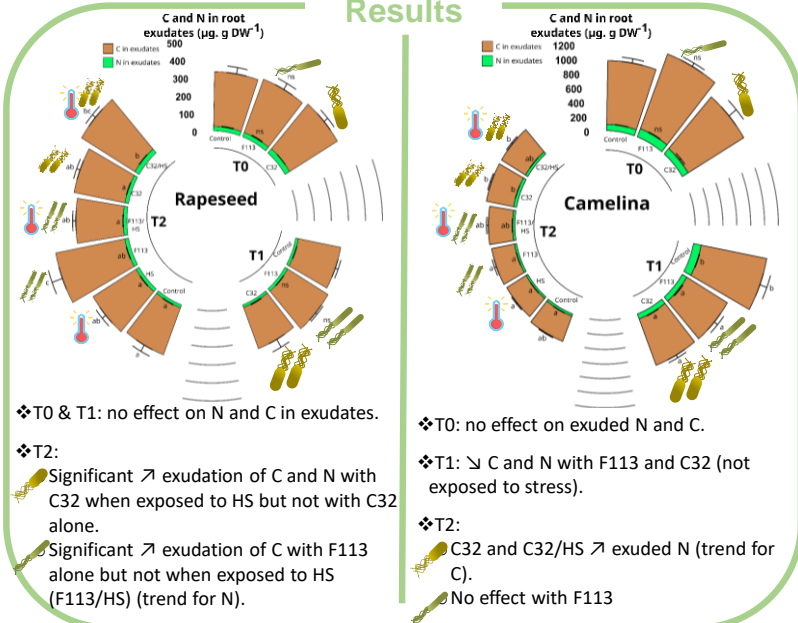 Results
C and N in root
exudates (µg. g DW⁻¹)
C in exudates
N in exudates
500
400
300
200
100
0
Control
ns
F113
ns
C32
T0
Rapeseed
T1
Control
F113
ns
C32
ns
T2
bc
b
C32/HS
ab
a
C32
ab
a
F113/
HS
c
ab
F113
ab
a
HS
a
a
Control
❖T0 & T1: no effect on N and C in exudates.
❖T2:
Significant ↗ exudation of C and N with
C32 when exposed to HS but not with C32
alone.
Significant ↗ exudation of C with F113
alone but not when exposed to HS
(F113/HS) (trend for N).
C and N in root
exudates (µg. g DW⁻¹)
C in exudates
N in exudates
1200
1000
800
600
400
200
0
Control
ns
F113
ns
C32
T0
Camelina
T1
Control
b
b
F113
a
a
C32
a
a
T2
b
ab
C32/HS
b
b
C32
ab
ab
F113/
HS
a
a
F113
a
a
HS
ab
a
Control
❖T0: no effect on exuded N and C.
❖T1: ↘ C and N with F113 and C32 (not
exposed to stress).
❖T2:
C32 and C32/HS ↗ exuded N (trend for
C).
No effect with F113